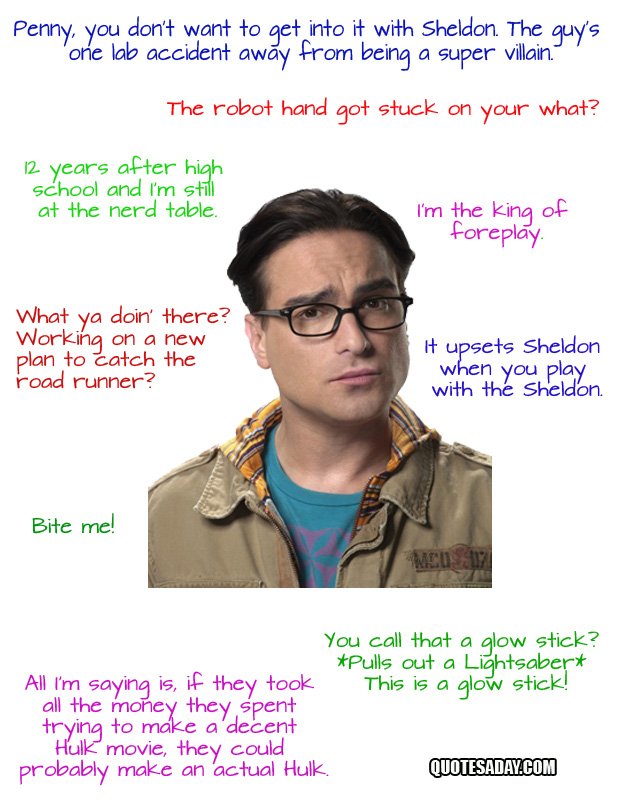 Penny, you don't want to get into it with Sheldon. The guy's
one lab accident away from being a super villain.
The robot hand got stuck on your what?
12 years after high
school and I'm still
at the nerd table.
I'm the king of
foreplay.
What ya doin' there?
Working on a new
plan to catch the
road runner?
It upsets Sheldon
when you play
with the Sheldon.
Bite me!
You call that a glow stick?
*Pulls out a Lightsaber*
This is a glow stick!
All I'm saying is, if they took
all the money they spent
trying to make a decent
Hulk movie, they could
probably make an actual Hulk.
QUOTESADAY.COM